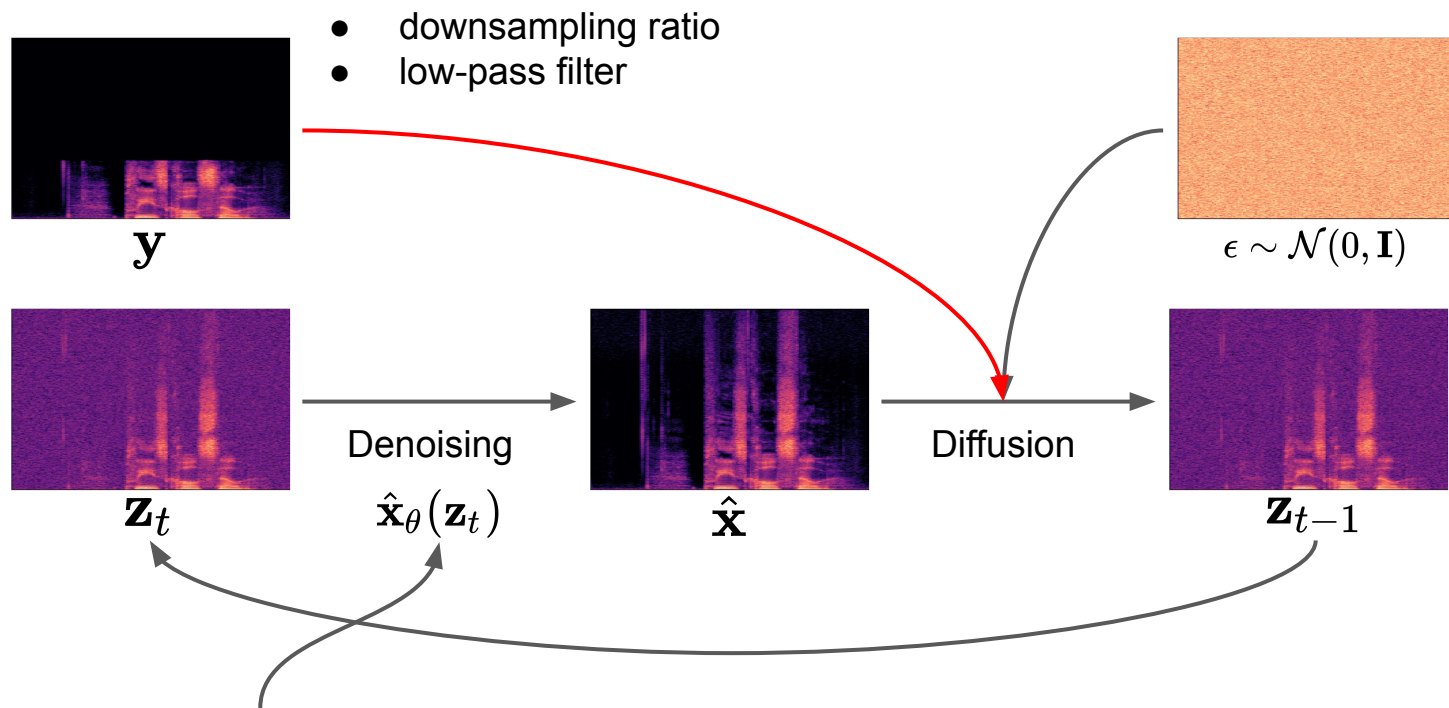 ● downsampling ratio
● low-pass filter
y
ϵ ∼ 𝒩(0, I)
Denoising
Diffusion
z_t
x̂_θ(z_t)
x̂
z_{t−1}